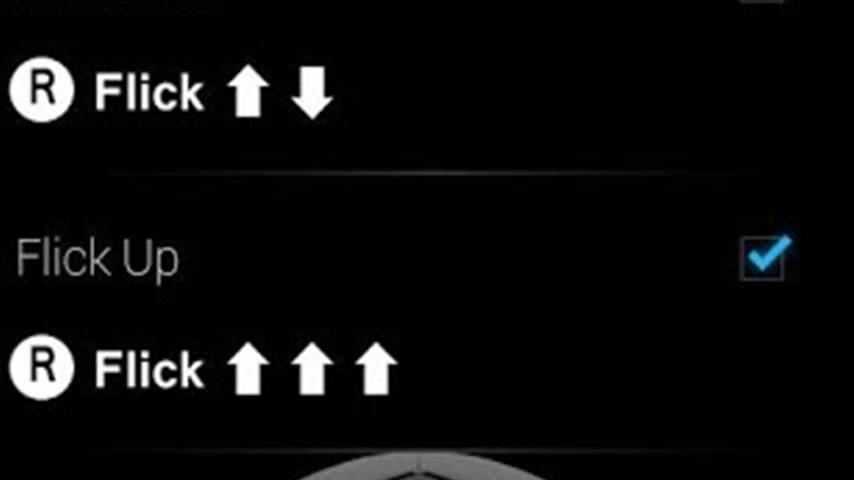 R Flick ⬆ ⬇
Flick Up
R Flick ⬆ ⬆ ⬆